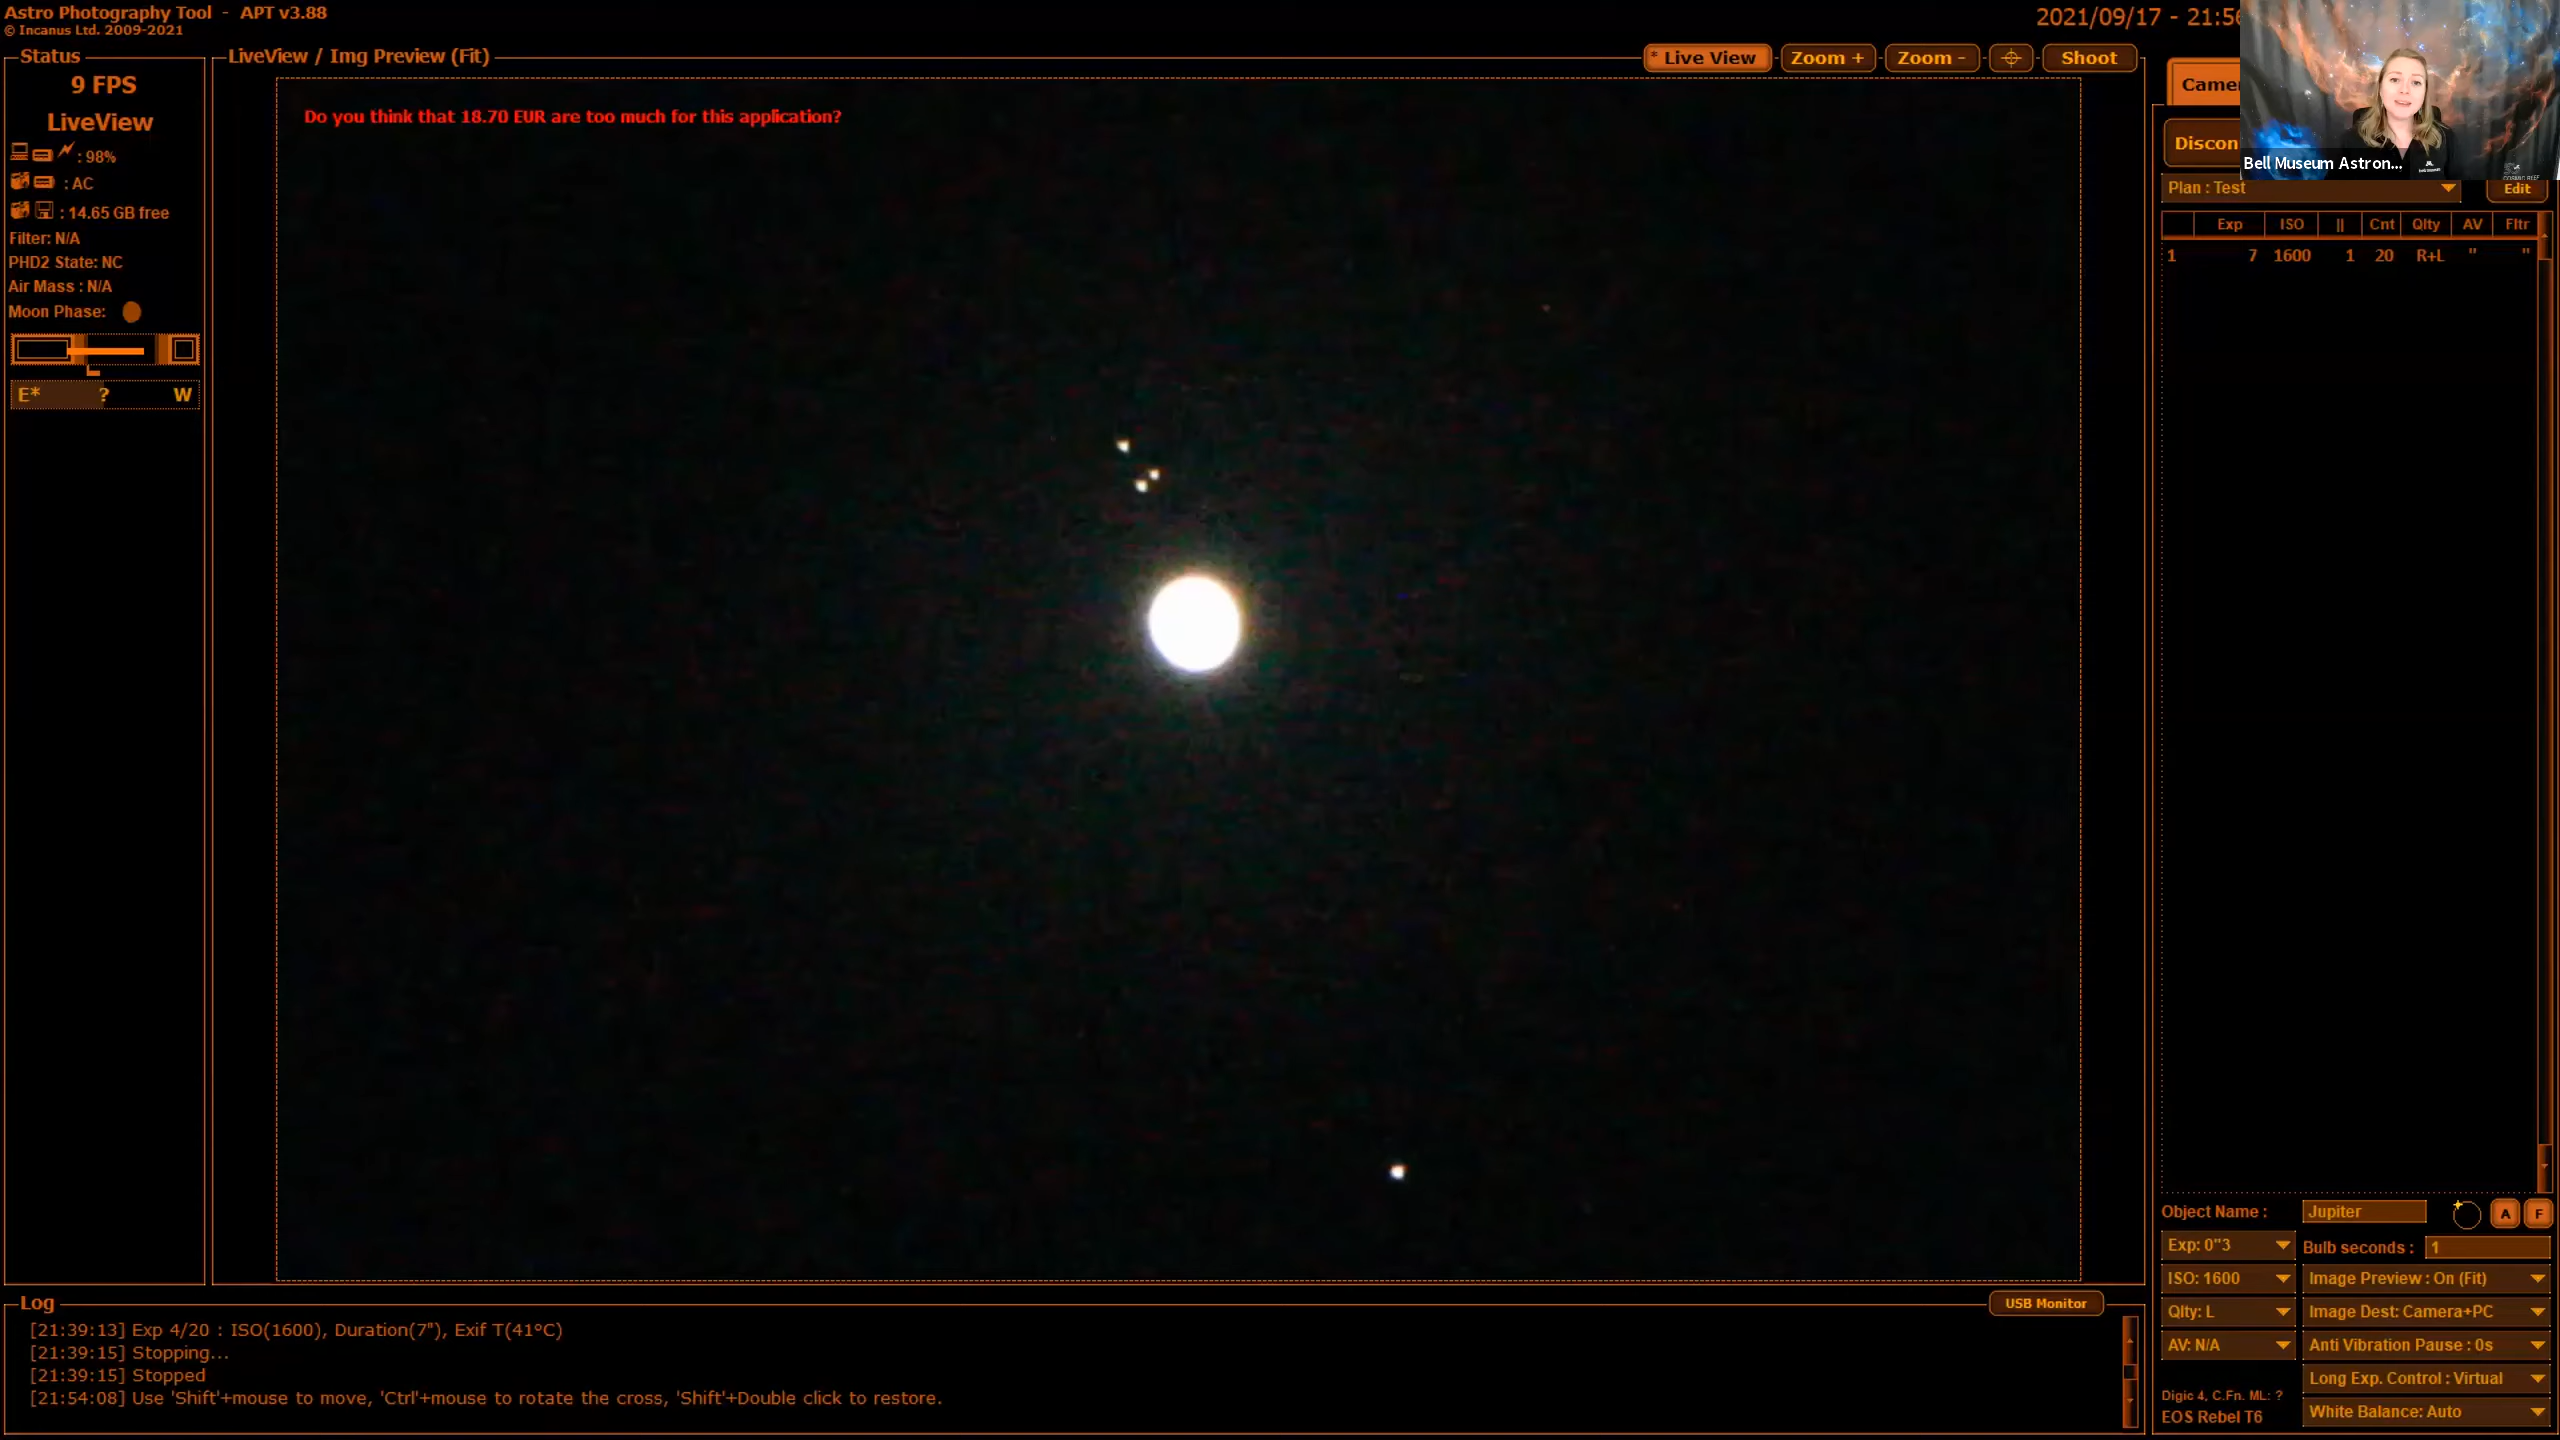 Astro Photography Tool - APT v3.88
© Incanus Ltd. 2009-2021
2021/09/17 - 21:56
Status
9 FPS
LiveView
: 98%
: AC
: 14.65 GB free
Filter: N/A
PHD2 State: NC
Air Mass : N/A
Moon Phase:
E* ? W
LiveView / Img Preview (Fit)
* Live View
Zoom +
Zoom -
Shoot
Do you think that 18.70 EUR are too much for this application?
Came
Discon
Bell Museum Astron...
Plan : Test
Edit
Exp ISO || Cnt Qlty AV Fltr
1 7 1600 1 20 R+L " "
Object Name : Jupiter A F
Exp: 0"3 Bulb seconds : 1
ISO: 1600 Image Preview : On (Fit)
Qlty: L Image Dest: Camera+PC
AV: N/A Anti Vibration Pause : 0s
Long Exp. Control : Virtual
Digic 4, C.Fn. ML: ?
EOS Rebel T6 White Balance: Auto
Log
USB Monitor
[21:39:13] Exp 4/20 : ISO(1600), Duration(7"), Exif T(41°C)
[21:39:15] Stopping...
[21:39:15] Stopped
[21:54:08] Use 'Shift'+mouse to move, 'Ctrl'+mouse to rotate the cross, 'Shift'+Double click to restore.